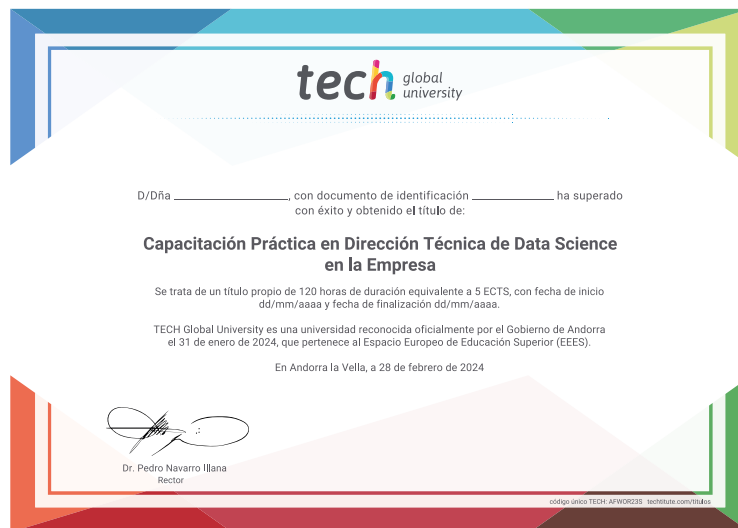 tech global
university
D/Dña ____________________, con documento de identificación ______________ ha superado
con éxito y obtenido el título de:
Capacitación Práctica en Dirección Técnica de Data Science
en la Empresa
Se trata de un título propio de 120 horas de duración equivalente a 5 ECTS, con fecha de inicio
dd/mm/aaaa y fecha de finalización dd/mm/aaaa.
TECH Global University es una universidad reconocida oficialmente por el Gobierno de Andorra
el 31 de enero de 2024, que pertenece al Espacio Europeo de Educación Superior (EEES).
En Andorra la Vella, a 28 de febrero de 2024
Dr. Pedro Navarro Illana
Rector
código único TECH: AFWOR23S techtitute.com/titulos